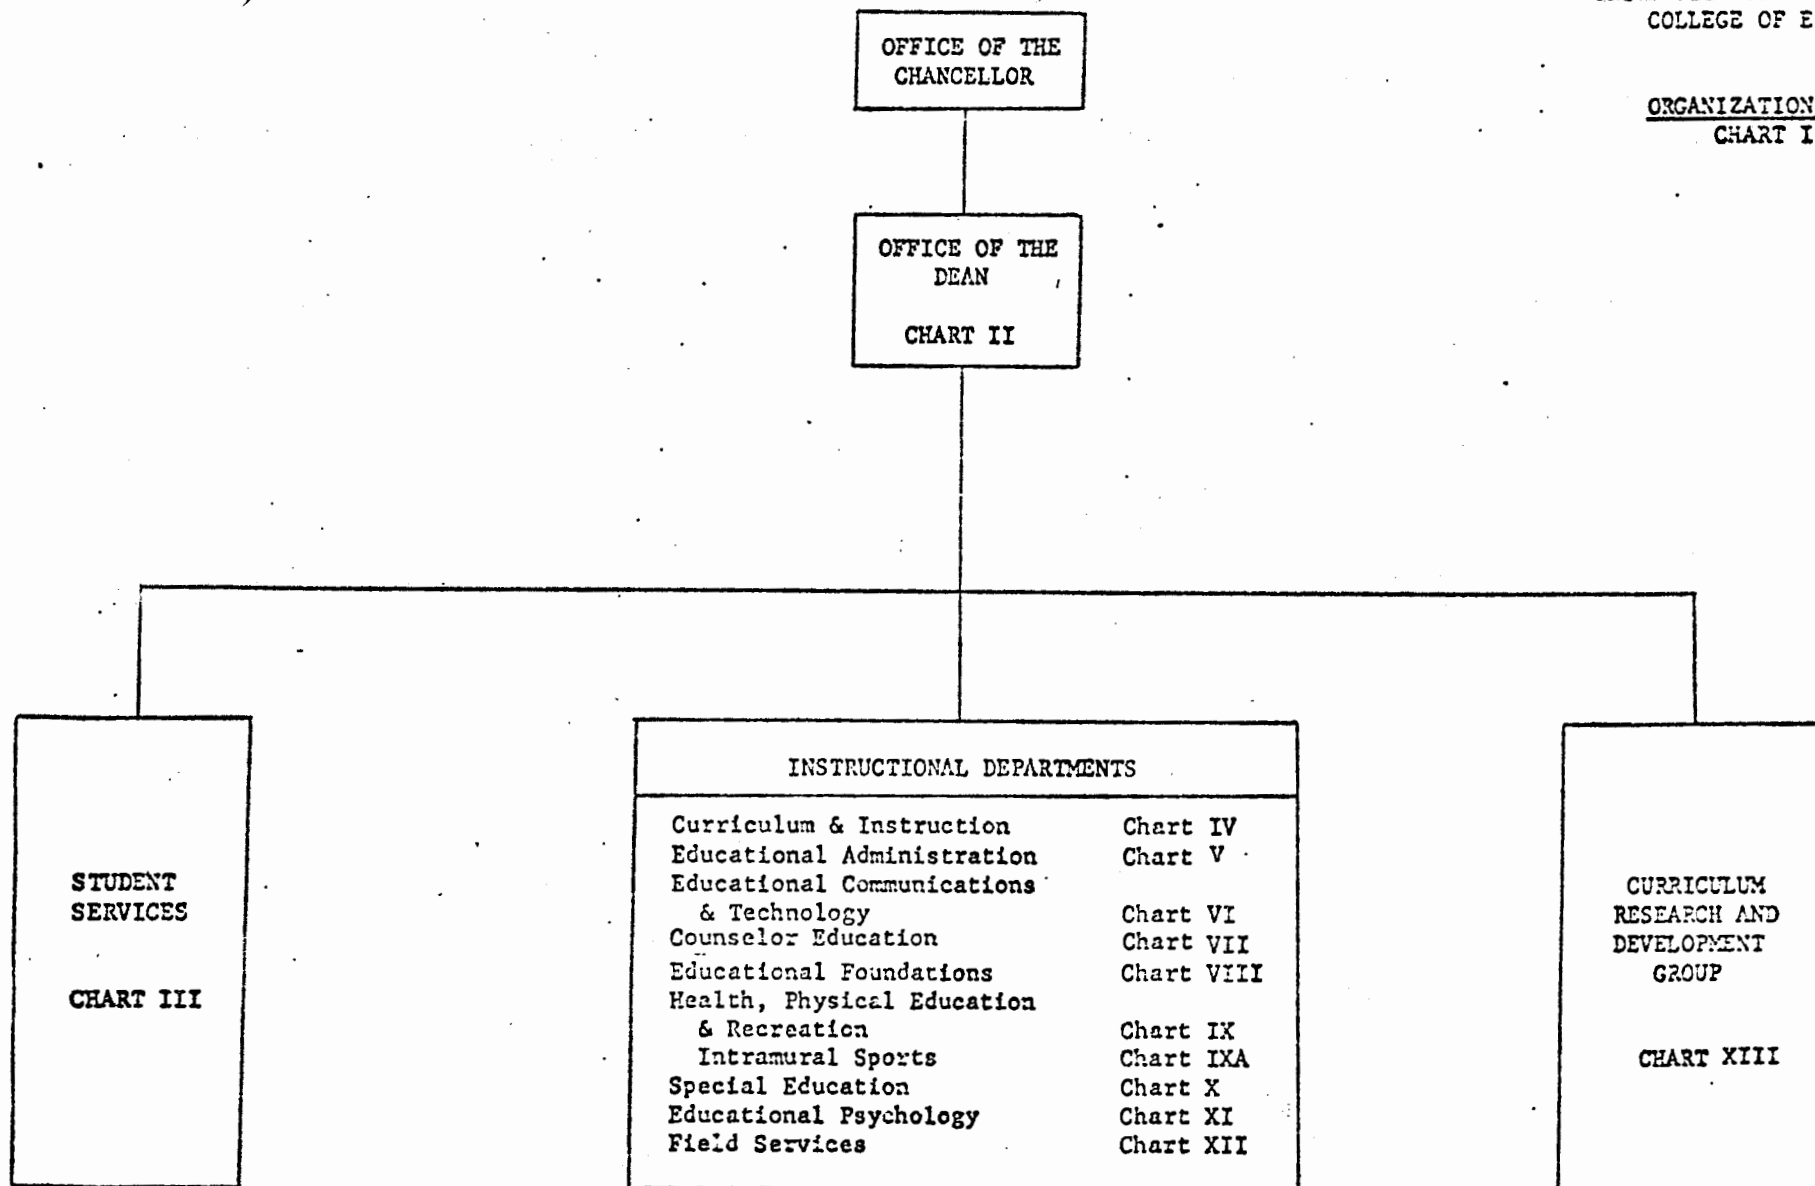 COLLEGE OF E
ORGANIZATION
CHART I
OFFICE OF THE
CHANCELLOR
OFFICE OF THE
DEAN
CHART II
STUDENT
SERVICES
CHART III
INSTRUCTIONAL DEPARTMENTS
Curriculum & Instruction Chart IV
Educational Administration Chart V
Educational Communications
& Technology Chart VI
Counselor Education Chart VII
Educational Foundations Chart VIII
Health, Physical Education
& Recreation Chart IX
Intramural Sports Chart IXA
Special Education Chart X
Educational Psychology Chart XI
Field Services Chart XII
CURRICULUM
RESEARCH AND
DEVELOPMENT
GROUP
CHART XIII